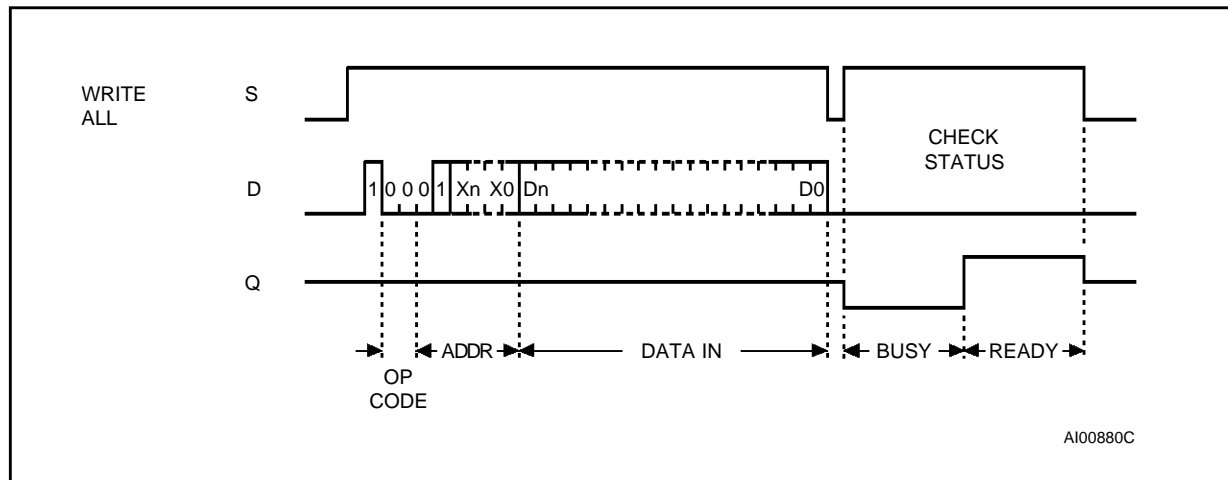 WRITE
ALL
S
CHECK
STATUS
D
1 0 0 0 1 Xn X0 Dn D0
Q
ADDR DATA IN BUSY READY
OP
CODE
AI00880C